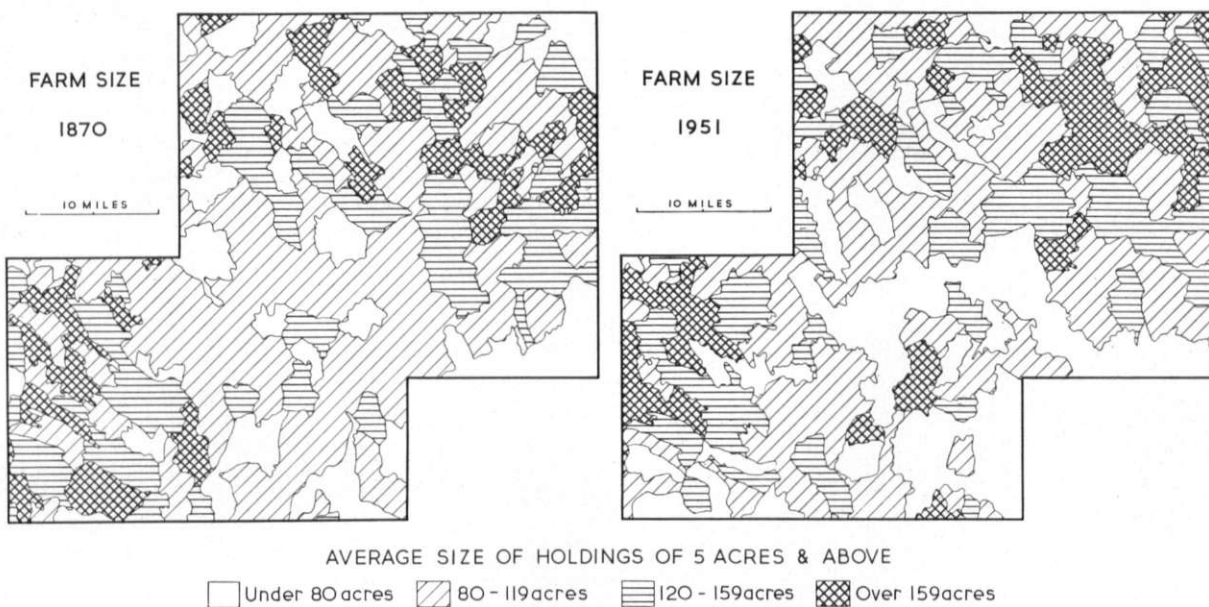 FARM SIZE
1870
10 MILES
FARM SIZE
1951
10 MILES
AVERAGE SIZE OF HOLDINGS OF 5 ACRES & ABOVE
Under 80 acres 80-119 acres 120-159 acres Over 159 acres